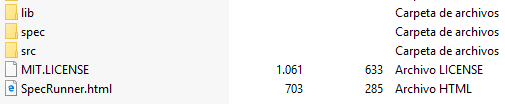 lib Carpeta de archivos
spec Carpeta de archivos
src Carpeta de archivos
MIT.LICENSE 1.061 633 Archivo LICENSE
SpecRunner.html 703 285 Archivo HTML